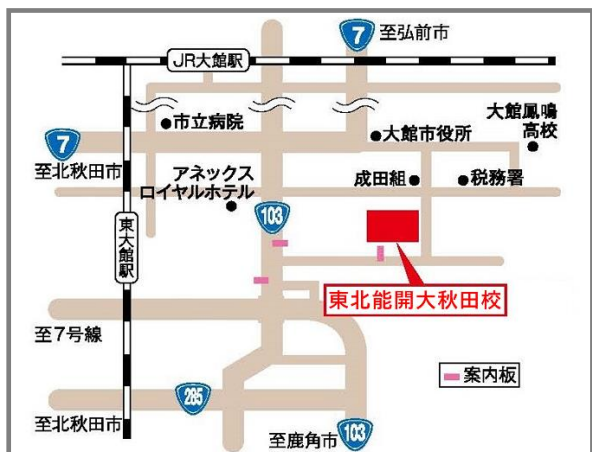 7
至弘前市
JR大館駅
市立病院
大館市役所
大館鳳鳴
高校
7
至北秋田市
アネックス
ロイヤルホテル
成田組
税務署
103
東大館駅
東北能開大秋田校
至7号線
案内板
285
至北秋田市
至鹿角市
103